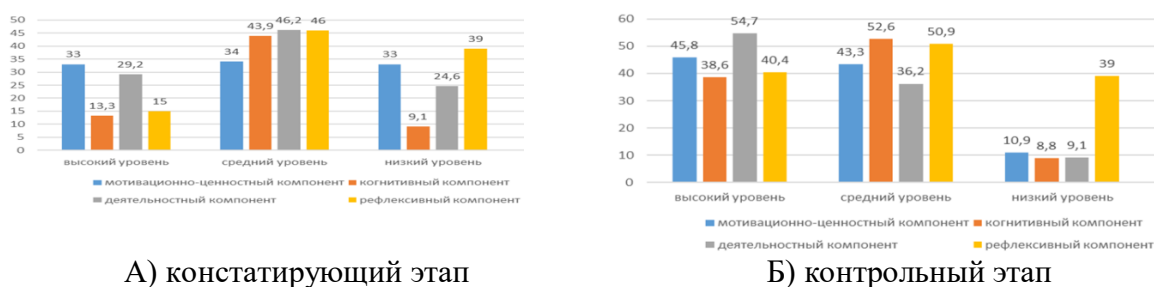 50
45
40
35
30
25
20
15
10
5
0
33
13,3
29,2
15
34
43,9
46,2
46
33
9,1
24,6
39
высокий уровень
средний уровень
низкий уровень
мотивационно-ценностный компонент
когнитивный компонент
деятельностный компонент
рефлексивный компонент
А) констатирующий этап
60
50
40
30
20
10
0
45,8
38,6
54,7
40,4
43,3
52,6
36,2
50,9
10,9
8,8
9,1
39
высокий уровень
средний уровень
низкий уровень
мотивационно-ценностный компонент
когнитивный компонент
деятельностный компонент
рефлексивный компонент
Б) контрольный этап